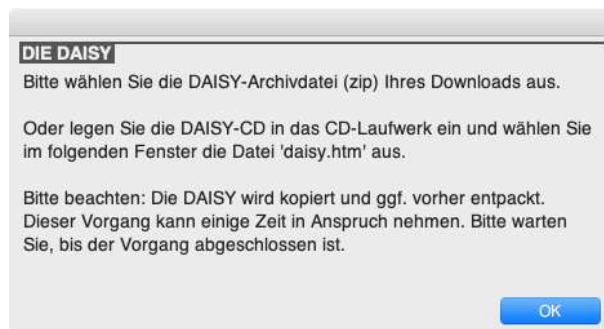 DIE DAISY
Bitte wählen Sie die DAISY-Archivdatei (zip) Ihres Downloads aus.
Oder legen Sie die DAISY-CD in das CD-Laufwerk ein und wählen Sie
im folgenden Fenster die Datei 'daisy.htm' aus.
Bitte beachten: Die DAISY wird kopiert und ggf. vorher entpackt.
Dieser Vorgang kann einige Zeit in Anspruch nehmen. Bitte warten
Sie, bis der Vorgang abgeschlossen ist.
OK